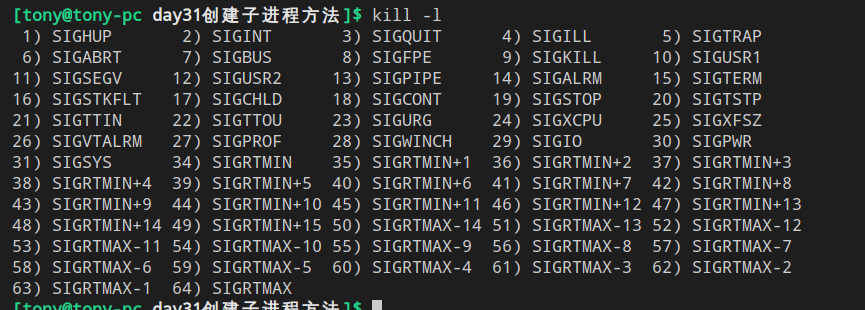 [tony@tony-pc day31创建子进程方法]$ kill -l
 1) SIGHUP       2) SIGINT       3) SIGQUIT      4) SIGILL       5) SIGTRAP
 6) SIGABRT      7) SIGBUS       8) SIGFPE       9) SIGKILL     10) SIGUSR1
11) SIGSEGV     12) SIGUSR2     13) SIGPIPE     14) SIGALRM     15) SIGTERM
16) SIGSTKFLT   17) SIGCHLD     18) SIGCONT     19) SIGSTOP     20) SIGTSTP
21) SIGTTIN     22) SIGTTOU     23) SIGURG      24) SIGXCPU     25) SIGXFSZ
26) SIGVTALRM   27) SIGPROF     28) SIGWINCH    29) SIGIO       30) SIGPWR
31) SIGSYS      34) SIGRTMIN    35) SIGRTMIN+1  36) SIGRTMIN+2  37) SIGRTMIN+3
38) SIGRTMIN+4  39) SIGRTMIN+5  40) SIGRTMIN+6  41) SIGRTMIN+7  42) SIGRTMIN+8
43) SIGRTMIN+9  44) SIGRTMIN+10 45) SIGRTMIN+11 46) SIGRTMIN+12 47) SIGRTMIN+13
48) SIGRTMIN+14 49) SIGRTMIN+15 50) SIGRTMAX-14 51) SIGRTMAX-13 52) SIGRTMAX-12
53) SIGRTMAX-11 54) SIGRTMAX-10 55) SIGRTMAX-9  56) SIGRTMAX-8  57) SIGRTMAX-7
58) SIGRTMAX-6  59) SIGRTMAX-5  60) SIGRTMAX-4  61) SIGRTMAX-3  62) SIGRTMAX-2
63) SIGRTMAX-1  64) SIGRTMAX
[tony@tony-pc day31创建子进程方法]$